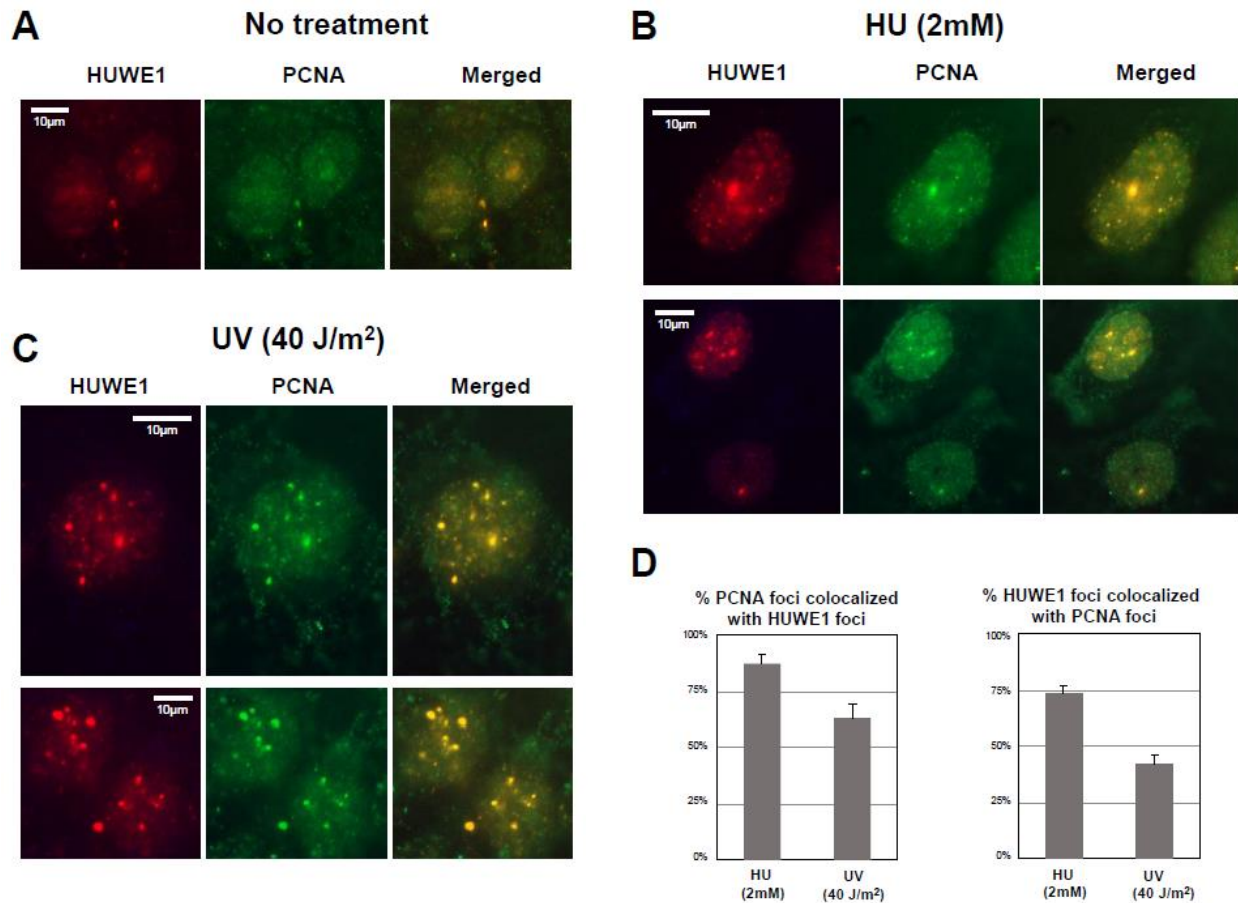 A
No treatment
HUWE1 PCNA Merged
10µm
B
HU (2mM)
HUWE1 PCNA Merged
10µm
10µm
C
UV (40 J/m²)
HUWE1 PCNA Merged
10µm
10µm
D
% PCNA foci colocalized
with HUWE1 foci
100%
75%
50%
25%
0%
HU UV
(2mM) (40 J/m²)
% HUWE1 foci colocalized
with PCNA foci
100%
75%
50%
25%
0%
HU UV
(2mM) (40 J/m²)